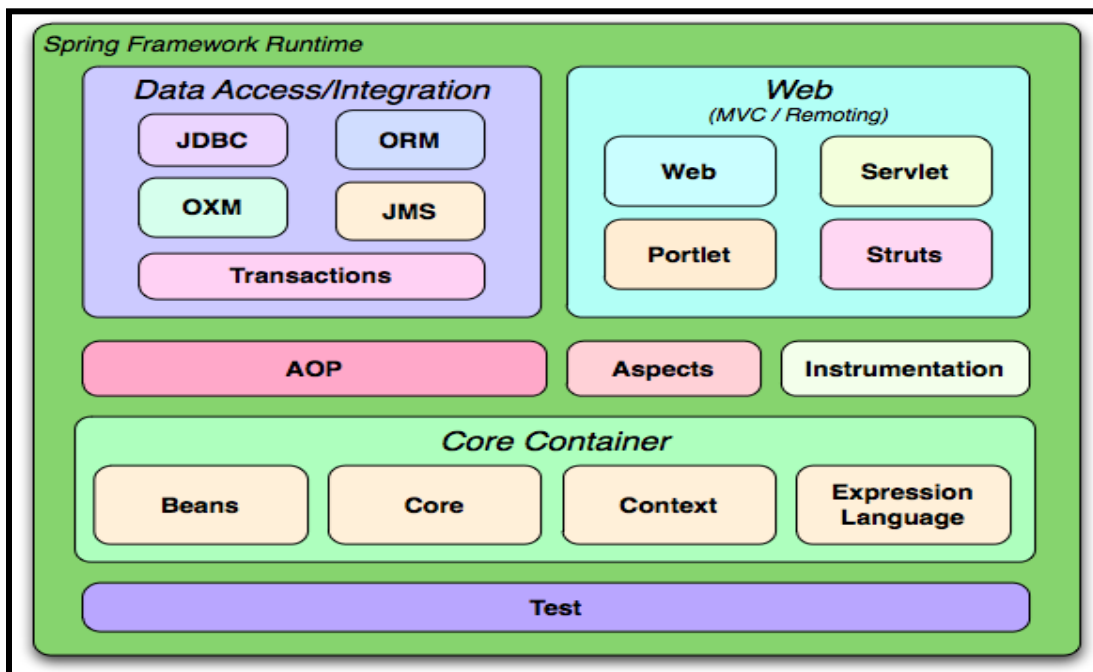 Spring Framework Runtime
Data Access/Integration
JDBC
ORM
OXM
JMS
Transactions
Web
(MVC / Remoting)
Web
Servlet
Portlet
Struts
AOP
Aspects
Instrumentation
Core Container
Beans
Core
Context
Expression
Language
Test